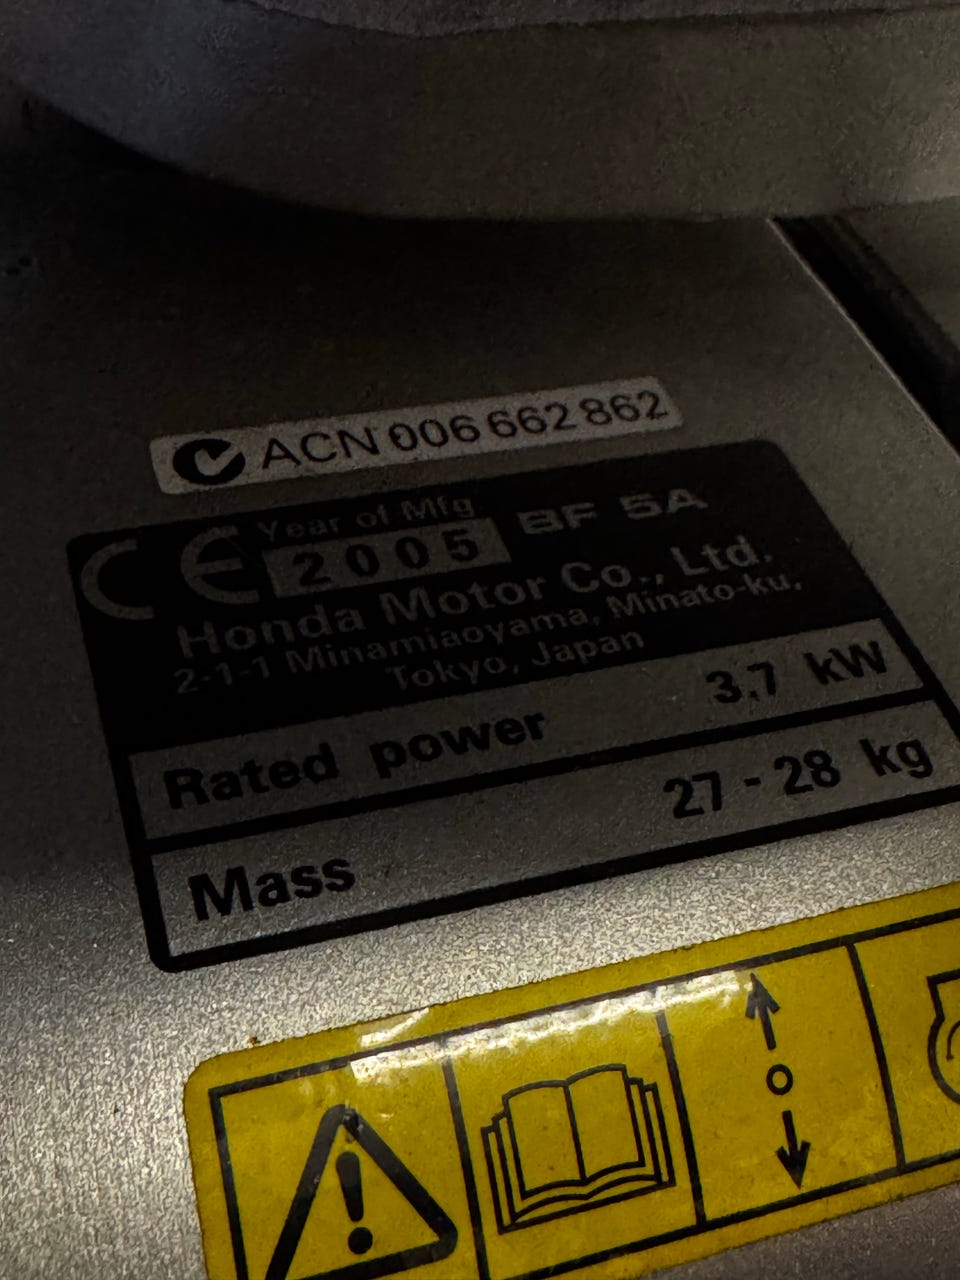 ACN 006 662 862
CE
Year of Mfg
2005
BF 5A
Honda Motor Co., Ltd.
2-1-1 Minamiaoyama, Minato-ku,
Tokyo, Japan
Rated power 3,7 kW
Mass 27 - 28 kg